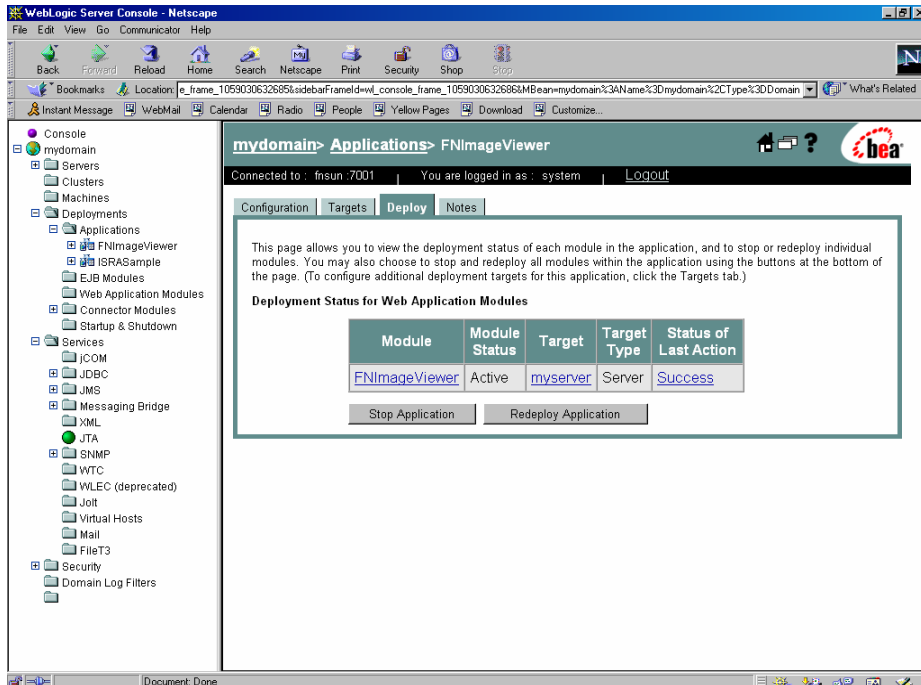 WebLogic Server Console - Netscape
File Edit View Go Communicator Help
Back Forward Reload Home Search Netscape Print Security Shop Stop
Bookmarks Location: e_frame_1059030632685&sidebarFrameId=wl_console_frame_1059030632686&MBean=mydomain%3AName%3Dmydomain%2CType%3DDomain What's Related
Instant Message WebMail Calendar Radio People Yellow Pages Download Customize...
Console
mydomain
Servers
Clusters
Machines
Deployments
Applications
FNImageViewer
ISRASample
EJB Modules
Web Application Modules
Connector Modules
Startup & Shutdown
Services
jCOM
JDBC
JMS
Messaging Bridge
XML
JTA
SNMP
WTC
WLEC (deprecated)
Jolt
Virtual Hosts
Mail
FileT3
Security
Domain Log Filters
mydomain> Applications> FNImageViewer
? bea
Connected to : fnsun :7001 | You are logged in as : system | Logout
Configuration Targets Deploy Notes
This page allows you to view the deployment status of each module in the application, and to stop or redeploy individual
modules. You may also choose to stop and redeploy all modules within the application using the buttons at the bottom of
the page. (To configure additional deployment targets for this application, click the Targets tab.)
Deployment Status for Web Application Modules
Module Module Status Target Target Type Status of Last Action
FNImageViewer Active myserver Server Success
Stop Application Redeploy Application
Document: Done